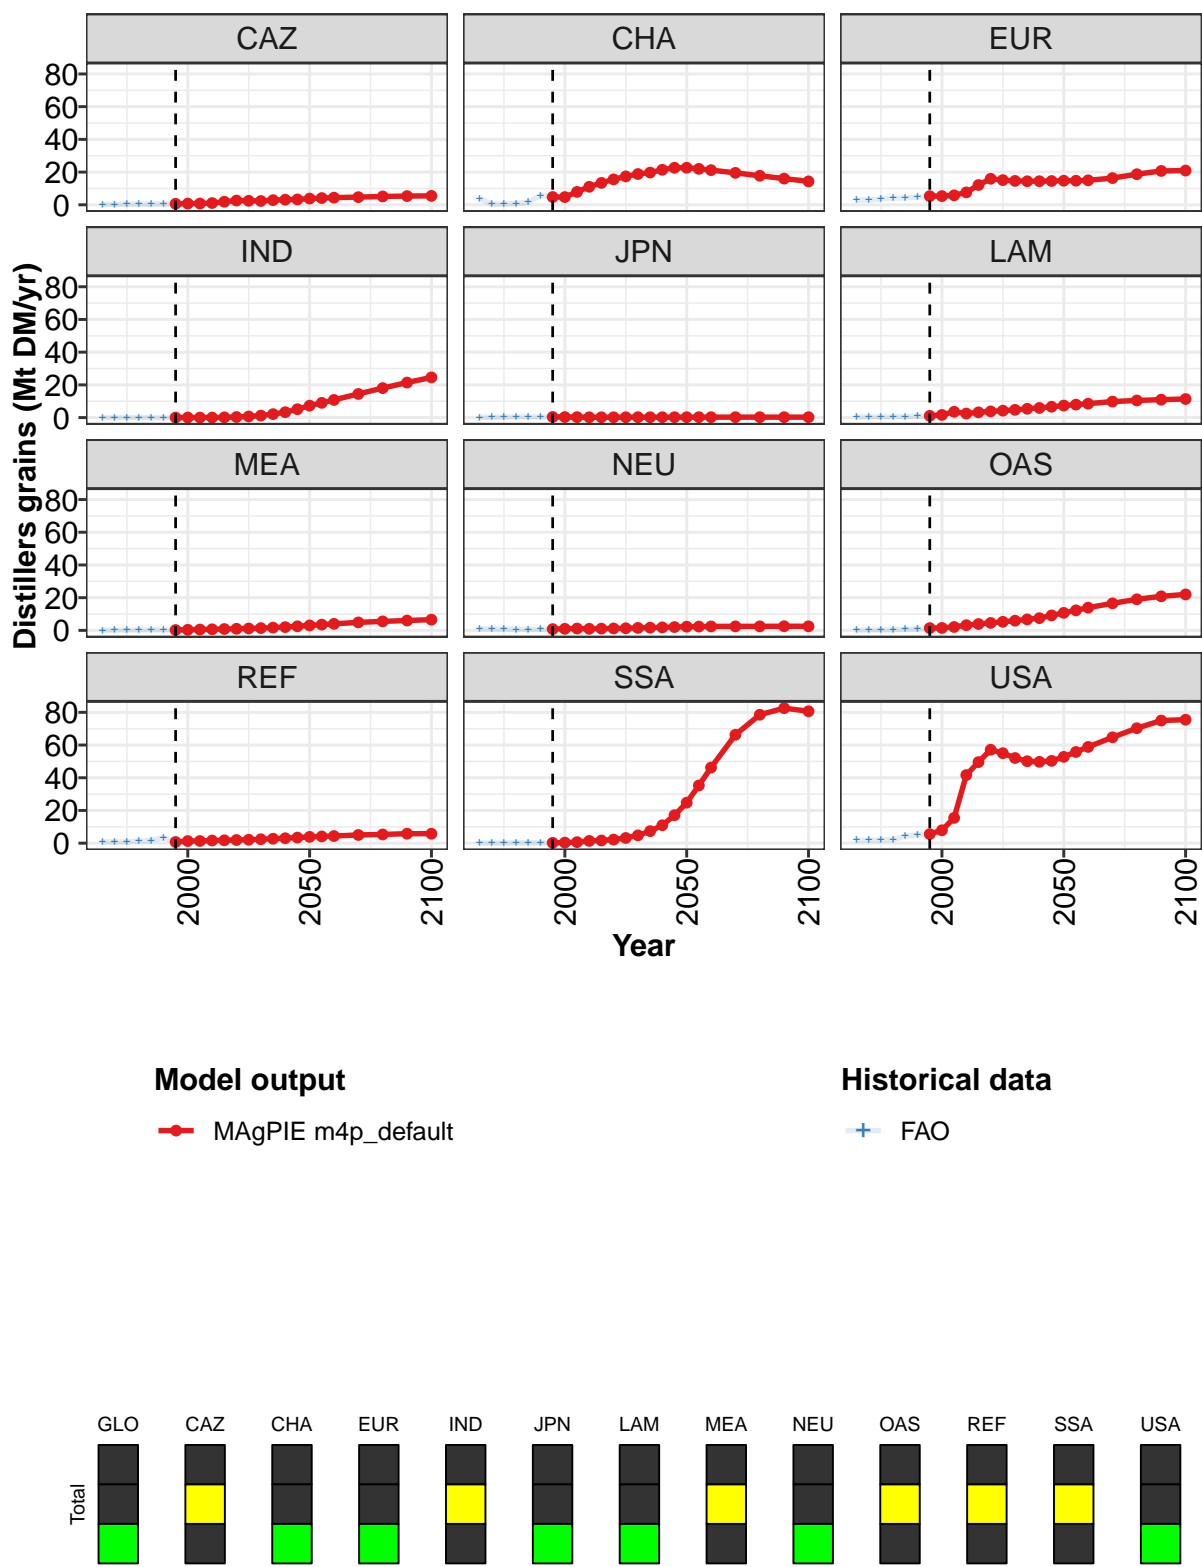 CAZ CHA EUR
80
60
40
20
0
IND JPN LAM
80
60
40
20
0
MEA NEU OAS
80
60
40
20
0
REF SSA USA
80
60
40
20
0
Distillers grains (Mt DM/yr)
2000 2050 2100 2000 2050 2100 2000 2050 2100
Year
Model output Historical data
MAgPIE m4p_default FAO
GLO CAZ CHA EUR IND JPN LAM MEA NEU OAS REF SSA USA
Total